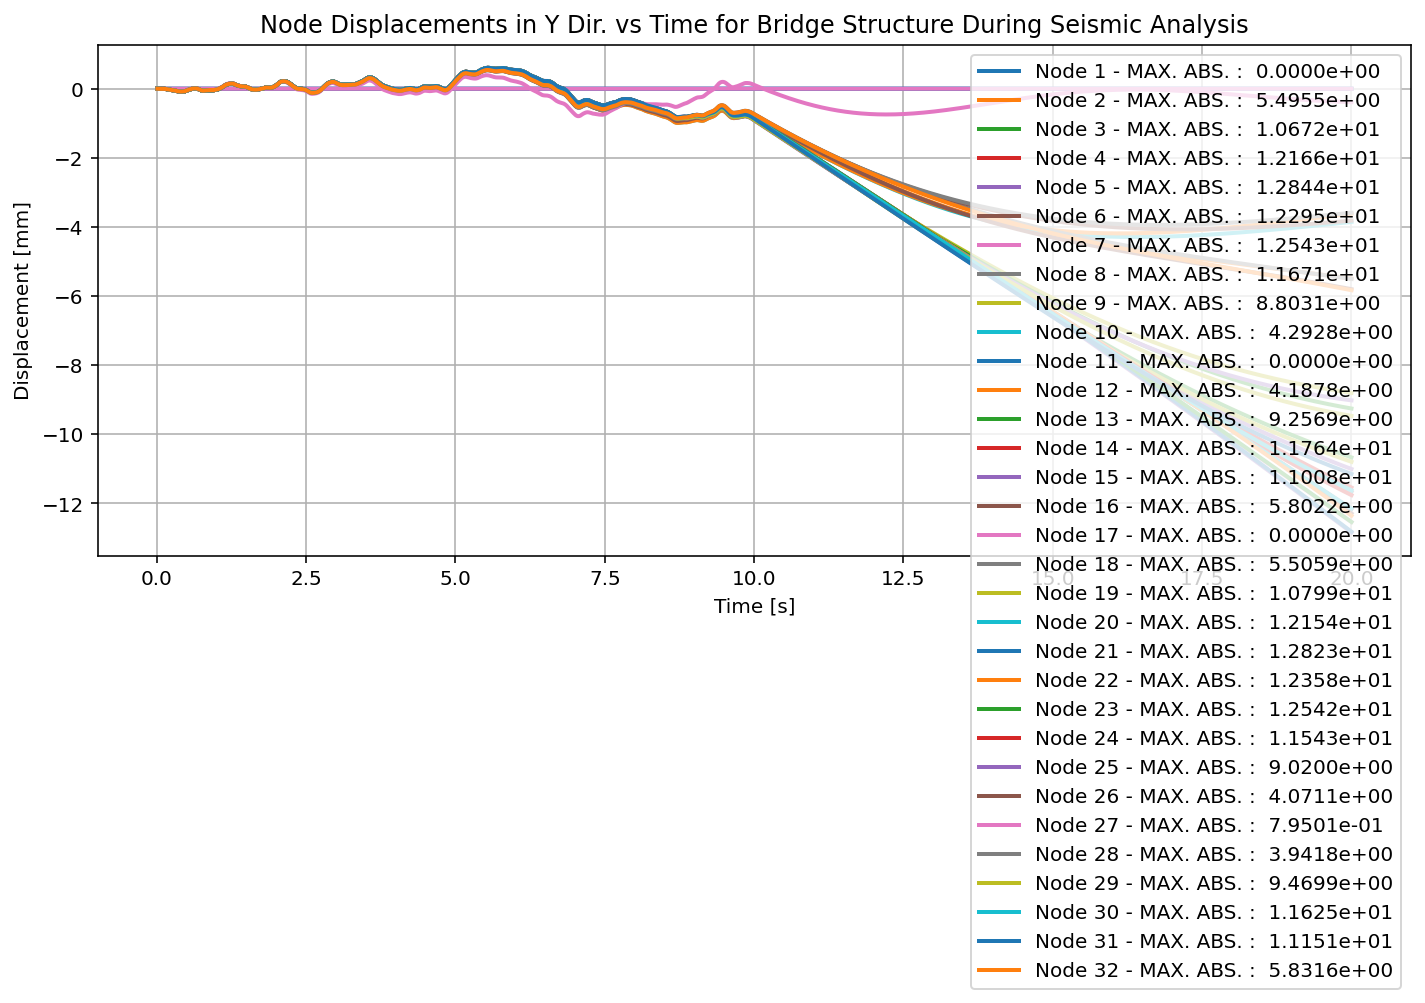 Node Displacements in Y Dir. vs Time for Bridge Structure During Seismic Analysis
Displacement [mm]
0
−2
−4
−6
−8
−10
−12
0.0
2.5
5.0
7.5
10.0
12.5
15.0
17.5
20.0
Time [s]
Node 1 - MAX. ABS. :  0.0000e+00
Node 2 - MAX. ABS. :  5.4955e+00
Node 3 - MAX. ABS. :  1.0672e+01
Node 4 - MAX. ABS. :  1.2166e+01
Node 5 - MAX. ABS. :  1.2844e+01
Node 6 - MAX. ABS. :  1.2295e+01
Node 7 - MAX. ABS. :  1.2543e+01
Node 8 - MAX. ABS. :  1.1671e+01
Node 9 - MAX. ABS. :  8.8031e+00
Node 10 - MAX. ABS. :  4.2928e+00
Node 11 - MAX. ABS. :  0.0000e+00
Node 12 - MAX. ABS. :  4.1878e+00
Node 13 - MAX. ABS. :  9.2569e+00
Node 14 - MAX. ABS. :  1.1764e+01
Node 15 - MAX. ABS. :  1.1008e+01
Node 16 - MAX. ABS. :  5.8022e+00
Node 17 - MAX. ABS. :  0.0000e+00
Node 18 - MAX. ABS. :  5.5059e+00
Node 19 - MAX. ABS. :  1.0799e+01
Node 20 - MAX. ABS. :  1.2154e+01
Node 21 - MAX. ABS. :  1.2823e+01
Node 22 - MAX. ABS. :  1.2358e+01
Node 23 - MAX. ABS. :  1.2542e+01
Node 24 - MAX. ABS. :  1.1543e+01
Node 25 - MAX. ABS. :  9.0200e+00
Node 26 - MAX. ABS. :  4.0711e+00
Node 27 - MAX. ABS. :  7.9501e-01
Node 28 - MAX. ABS. :  3.9418e+00
Node 29 - MAX. ABS. :  9.4699e+00
Node 30 - MAX. ABS. :  1.1625e+01
Node 31 - MAX. ABS. :  1.1151e+01
Node 32 - MAX. ABS. :  5.8316e+00